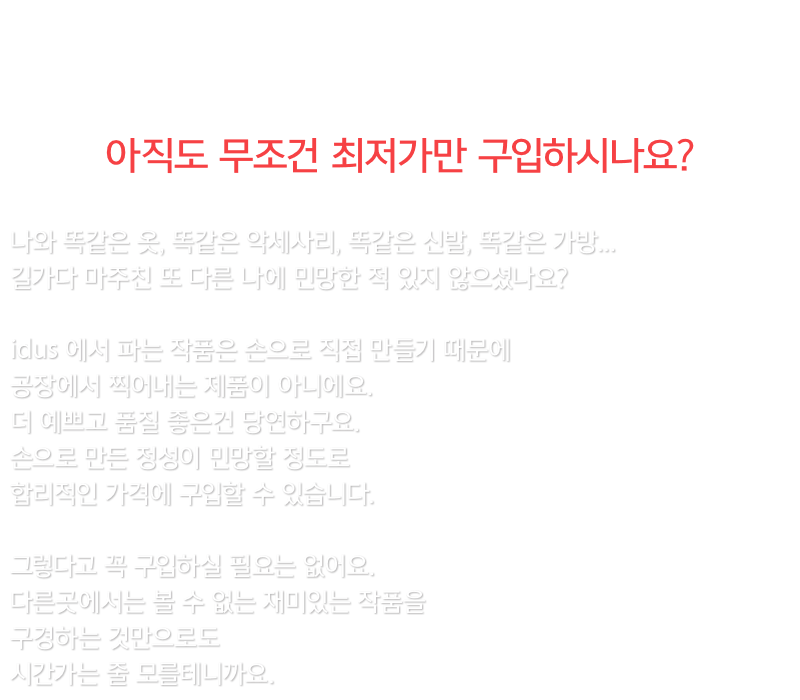 아직도 무조건 최저가만 구입하시나요?
나와 똑같은 옷, 똑같은 악세사리, 똑같은 신발, 똑같은 가방...
길가다 마주친 또 다른 나에 민망한 적 있지 않으셨나요?
idus 에서 파는 작품은 손으로 직접 만들기 때문에
공장에서 찍어내는 제품이 아니에요.
더 예쁘고 품질 좋은건 당연하구요.
손으로 만든 정성이 민망할 정도로
합리적인 가격에 구입할 수 있습니다.
그렇다고 꼭 구입하실 필요는 없어요.
다른곳에서는 볼 수 없는 재미있는 작품을
구경하는 것만으로도
시간가는 줄 모를테니까요.